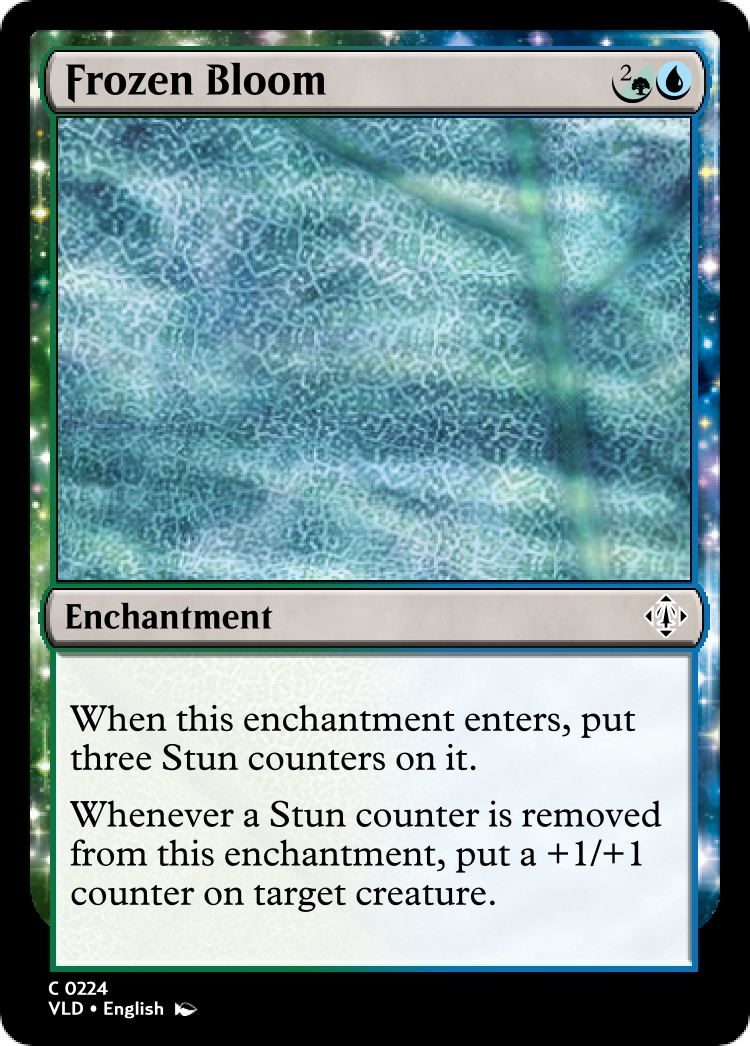 Frozen Bloom
2
Enchantment
When this enchantment enters, put
three Stun counters on it.
Whenever a Stun counter is removed
from this enchantment, put a +1/+1
counter on target creature.
C 0224
VLD • English